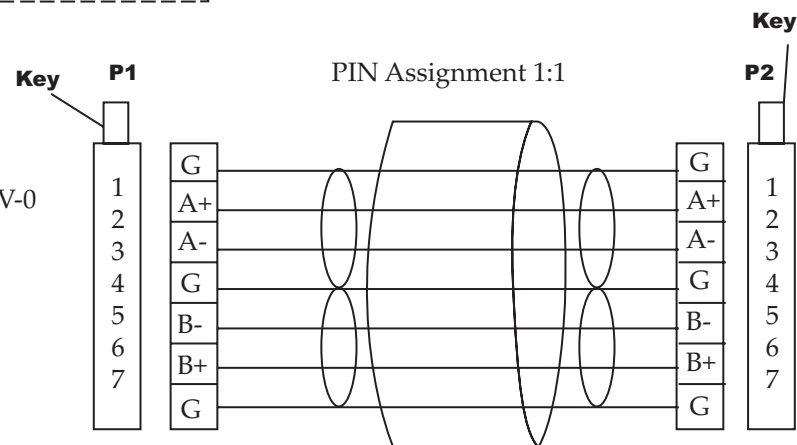 Key
Key P1 PIN Assignment 1:1 P2
V-0
1 G G 1
2 A+ A+ 2
3 A- A- 3
4 G G 4
5 B- B- 5
6 B+ B+ 6
7 G G 7